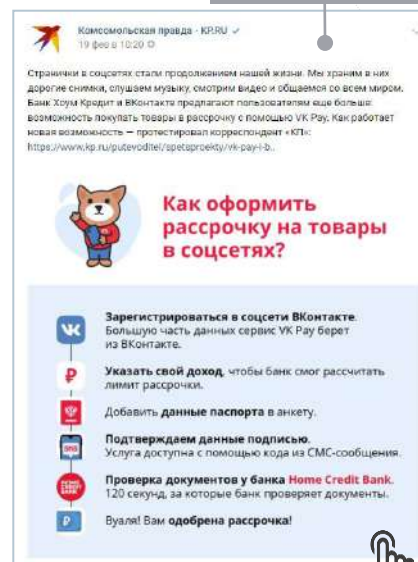 Комсомольская правда - KP.RU
19 фев в 10:20
Странички в соцсетях стали продолжением нашей жизни. Мы храним в них
дорогие снимки, слушаем музыку, смотрим видео и общаемся со всем миром.
Банк Хоум Кредит и ВКонтакте предлагают пользователям еще больше:
возможность покупать товары в рассрочку с помощью VK Pay. Как работает
новая возможность — протестировал корреспондент «КП»:
https://www.kp.ru/putevoditel/spetsproekty/vk-pay-i-b..
Как оформить
рассрочку на товары
в соцсетях?
Зарегистрироваться в соцсети ВКонтакте.
Большую часть данных сервис VK Pay берет
из ВКонтакте.
Указать свой доход, чтобы банк смог рассчитать
лимит рассрочки.
Добавить данные паспорта в анкету.
SMS
Подтверждаем данные подписью.
Услуга доступна с помощью кода из СМС-сообщения.
HOME CREDIT BANK
Проверка документов у банка Home Credit Bank.
120 секунд, за которые банк проверяет документы.
Вуаля! Вам одобрена рассрочка!